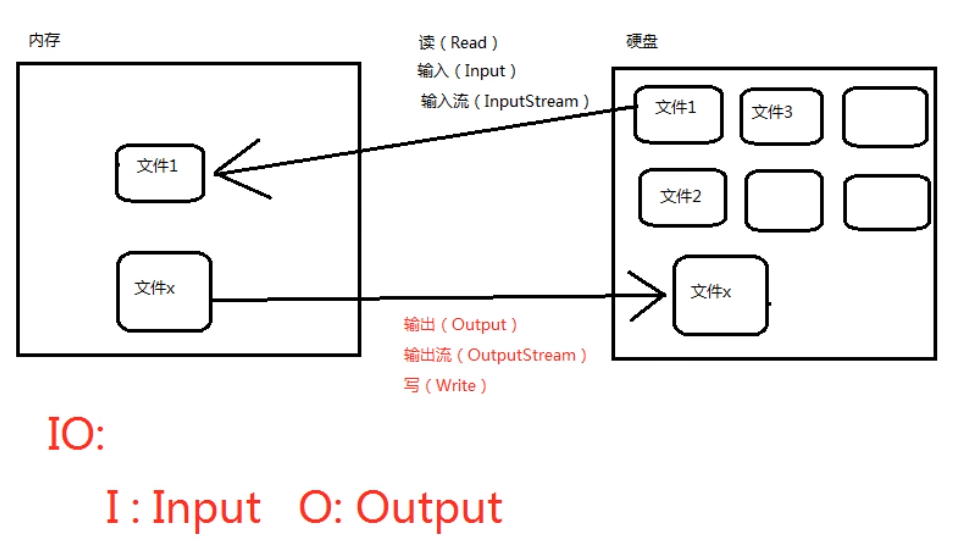 内存
读（Read）
输入（Input）
输入流（InputStream）
硬盘
文件1
文件3
文件1
文件2
文件x
文件x
输出（Output）
输出流（OutputStream）
写（Write）
IO:
I : Input O: Output